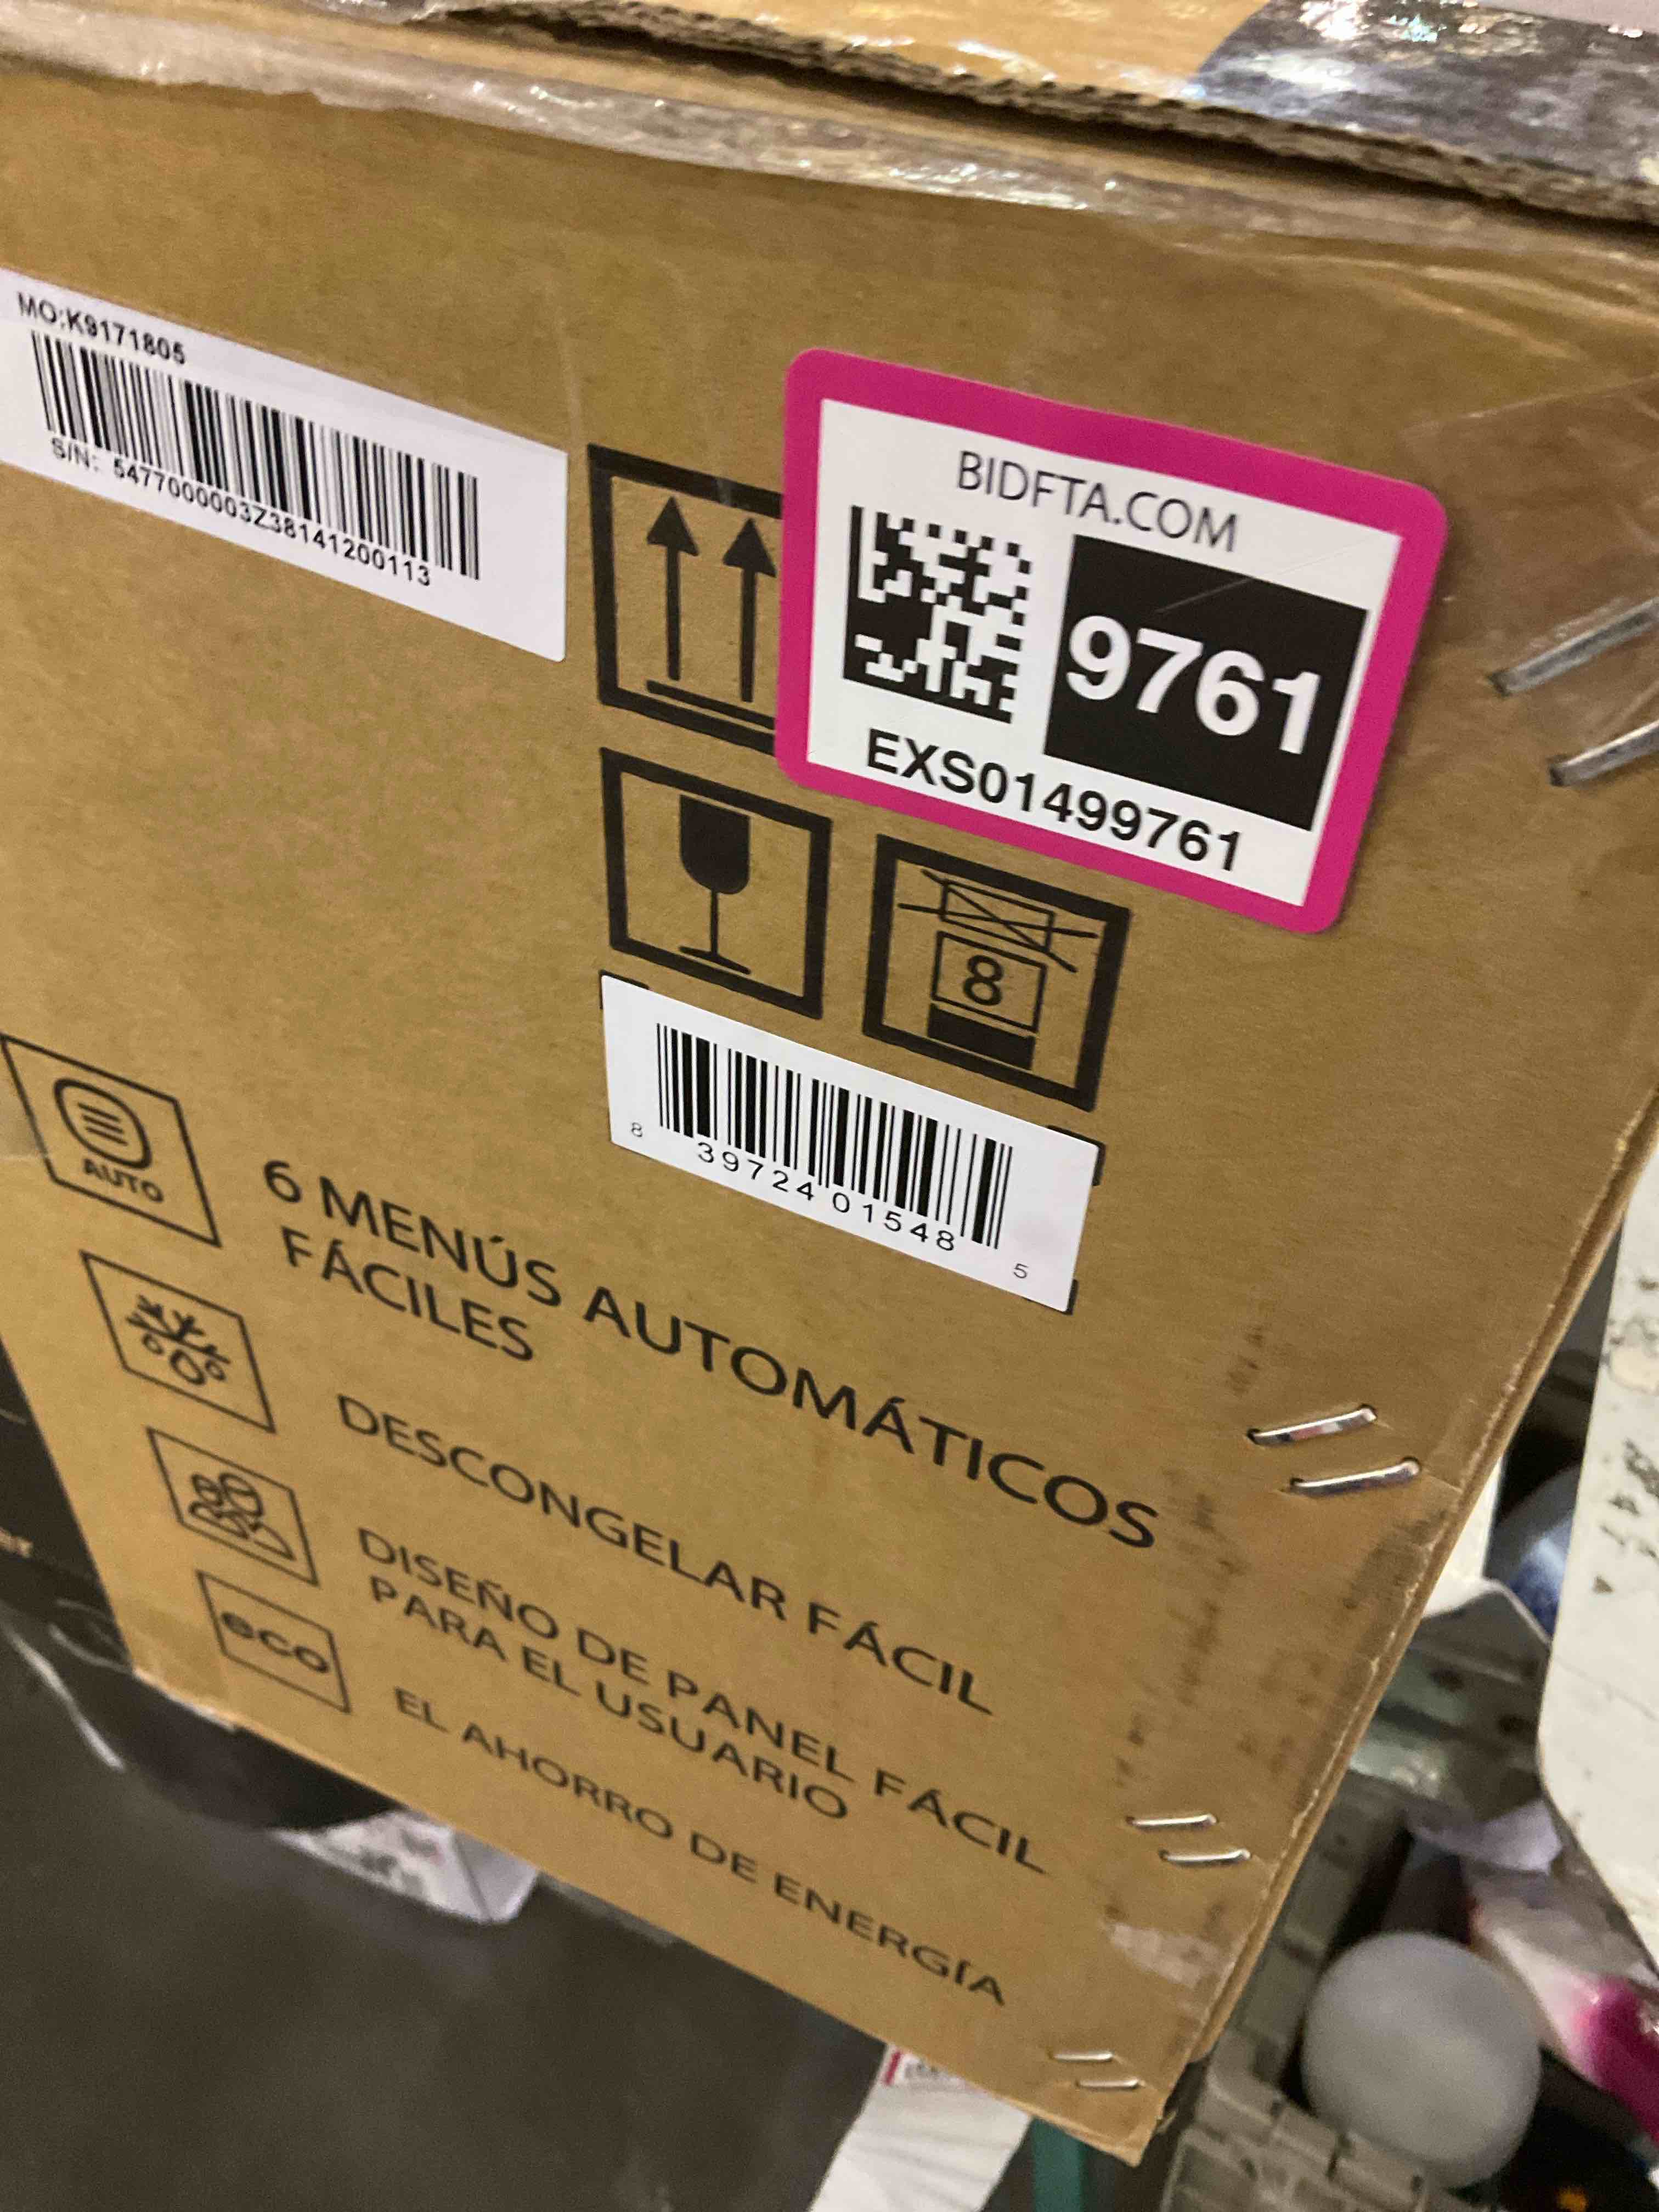 MO:K9171805
S/N: 5477000003Z38141200113
BIDFTA.COM
9761
EXS01499761
8
8 39724 01548 5
AUTO
6 MENÚS AUTOMÁTICOS
FÁCILES
DESCONGELAR FÁCIL
DISEÑO DE PANEL FÁCIL
PARA EL USUARIO
eco
EL AHORRO DE ENERGÍA